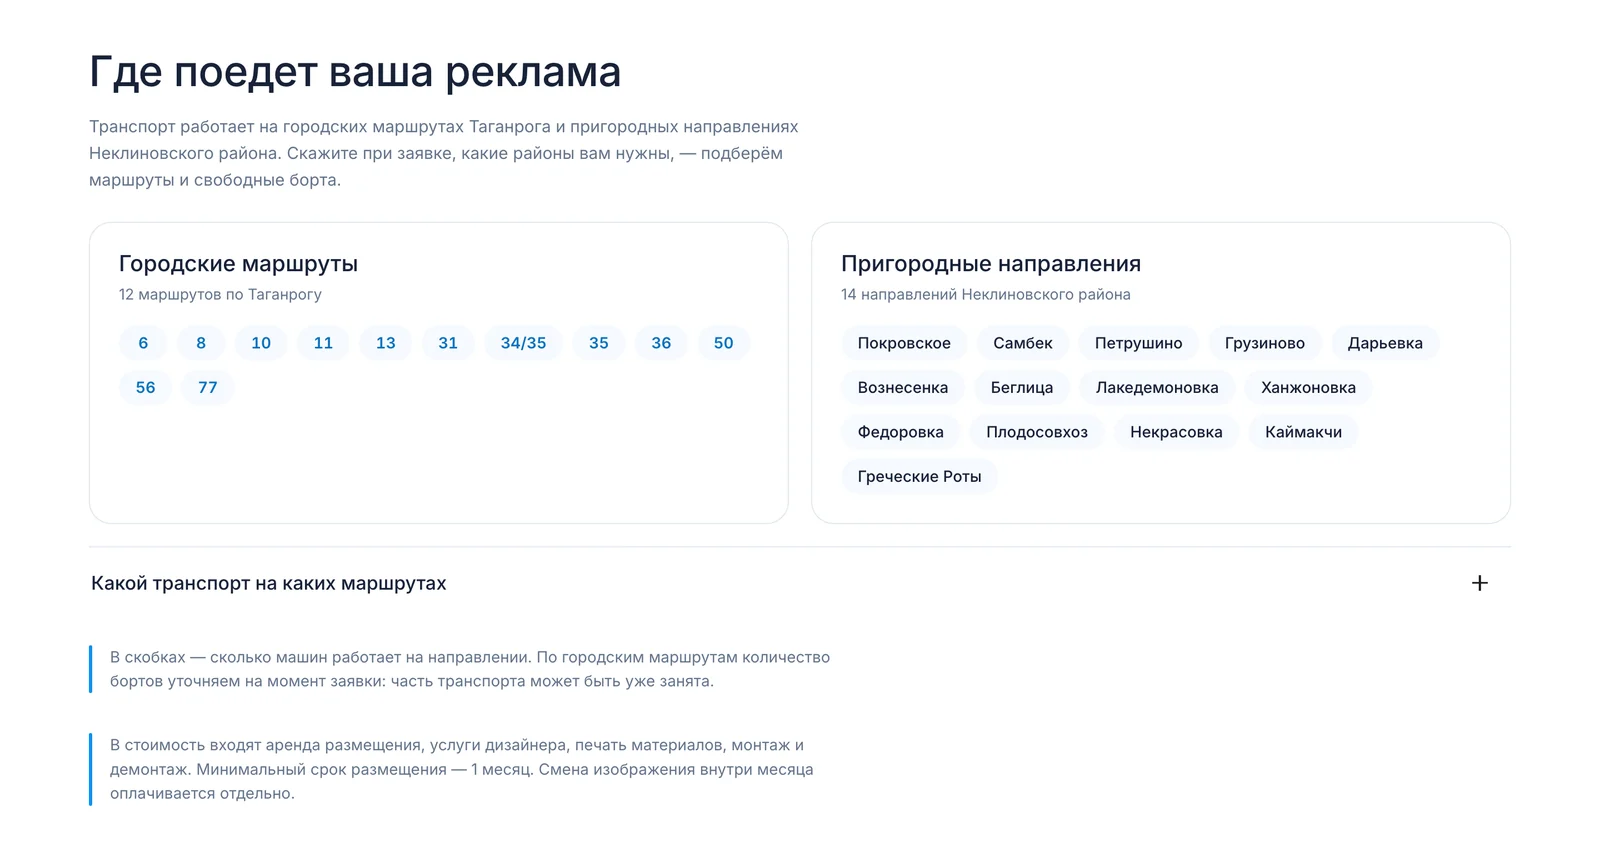 Где поедет ваша реклама
Транспорт работает на городских маршрутах Таганрога и пригородных направлениях
Неклиновского района. Скажите при заявке, какие районы вам нужны, — подберём
маршруты и свободные борта.
Городские маршруты
12 маршрутов по Таганрогу
6 8 10 11 13 31 34/35 35 36 50
56 77
Пригородные направления
14 направлений Неклиновского района
Покровское Самбек Петрушино Грузиново Дарьевка
Вознесенка Беглица Лакедемоновка Ханжоновка
Федоровка Плодосовхоз Некрасовка Каймакчи
Греческие Роты
Какой транспорт на каких маршрутах +
В скобках — сколько машин работает на направлении. По городским маршрутам количество
бортов уточняем на момент заявки: часть транспорта может быть уже занята.
В стоимость входят аренда размещения, услуги дизайнера, печать материалов, монтаж и
демонтаж. Минимальный срок размещения — 1 месяц. Смена изображения внутри месяца
оплачивается отдельно.